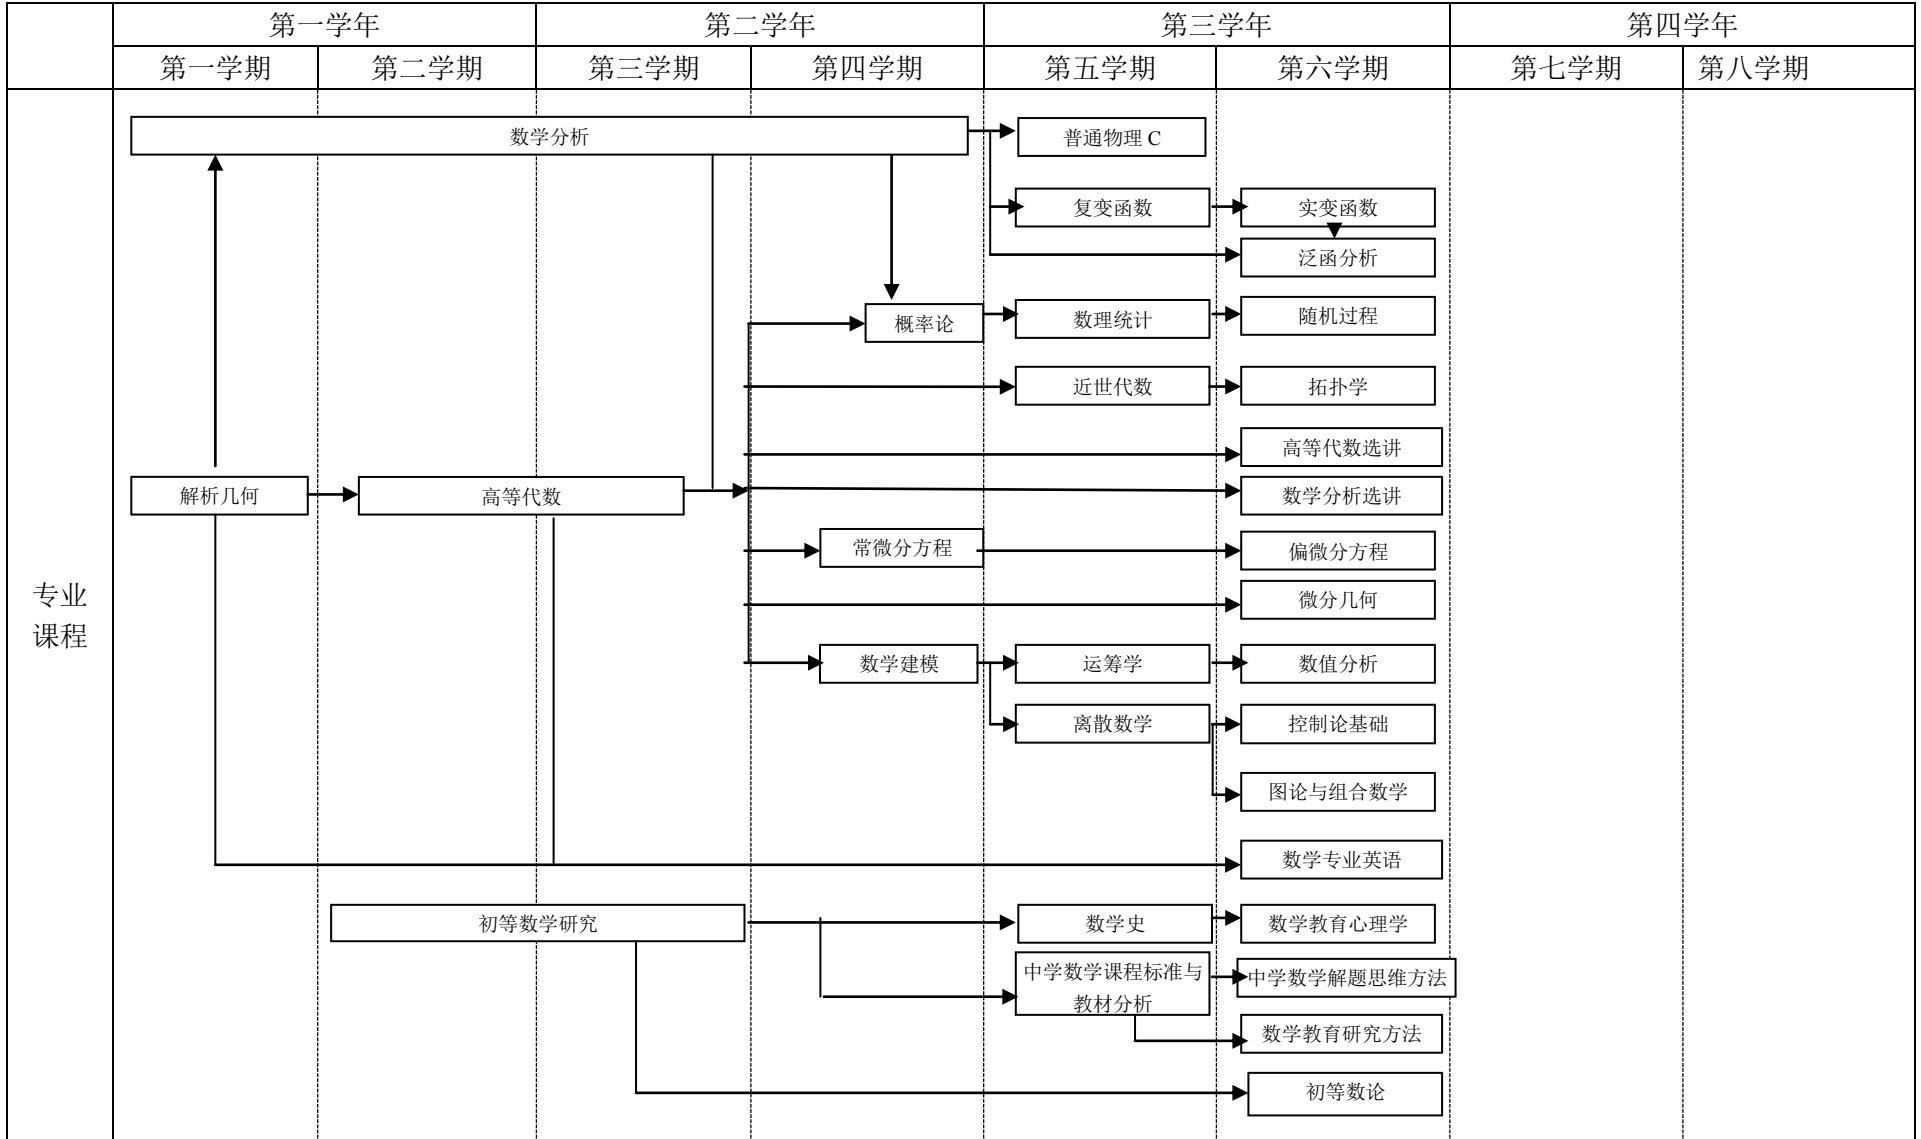 第一学年
第二学年
第三学年
第四学年
第一学期
第二学期
第三学期
第四学期
第五学期
第六学期
第七学期
第八学期
专业
课程
数学分析
普通物理 C
复变函数
实变函数
泛函分析
概率论
数理统计
随机过程
近世代数
拓扑学
高等代数选讲
解析几何
高等代数
数学分析选讲
常微分方程
偏微分方程
微分几何
数学建模
运筹学
数值分析
离散数学
控制论基础
图论与组合数学
数学专业英语
初等数学研究
数学史
数学教育心理学
中学数学课程标准与
教材分析
中学数学解题思维方法
数学教育研究方法
初等数论